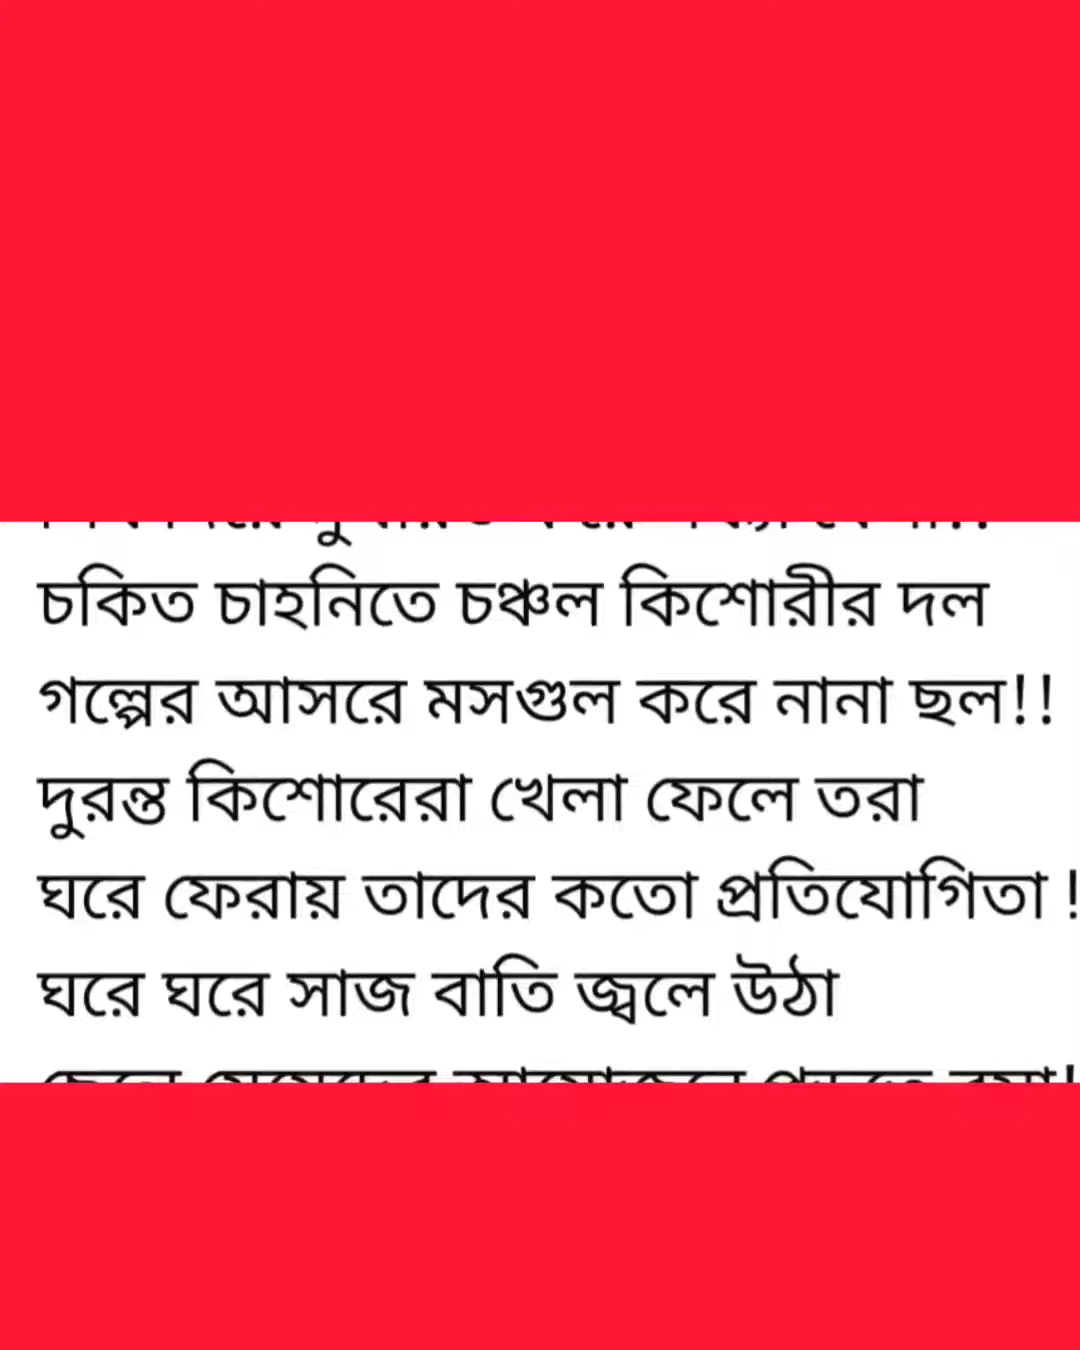 চকিত চাহনিতে চঞ্চল কিশোরীর দল
গল্পের আসরে মসগুল করে নানা ছল!!
দুরন্ত কিশোরেরা খেলা ফেলে তরা
ঘরে ফেরায় তাদের কতো প্রতিযোগিতা !
ঘরে ঘরে সাজ বাতি জ্বলে উঠা